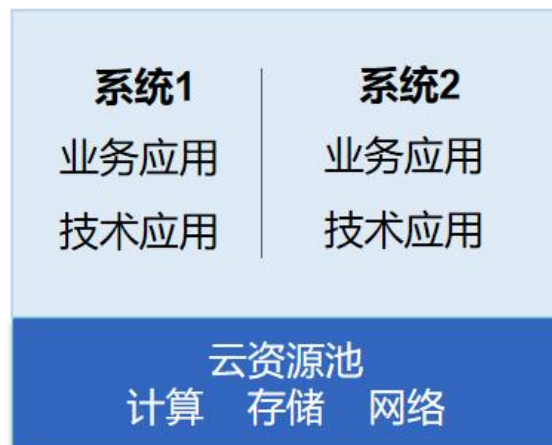 系统1 系统2
业务应用 业务应用
技术应用 技术应用
云资源池
计算 存储 网络